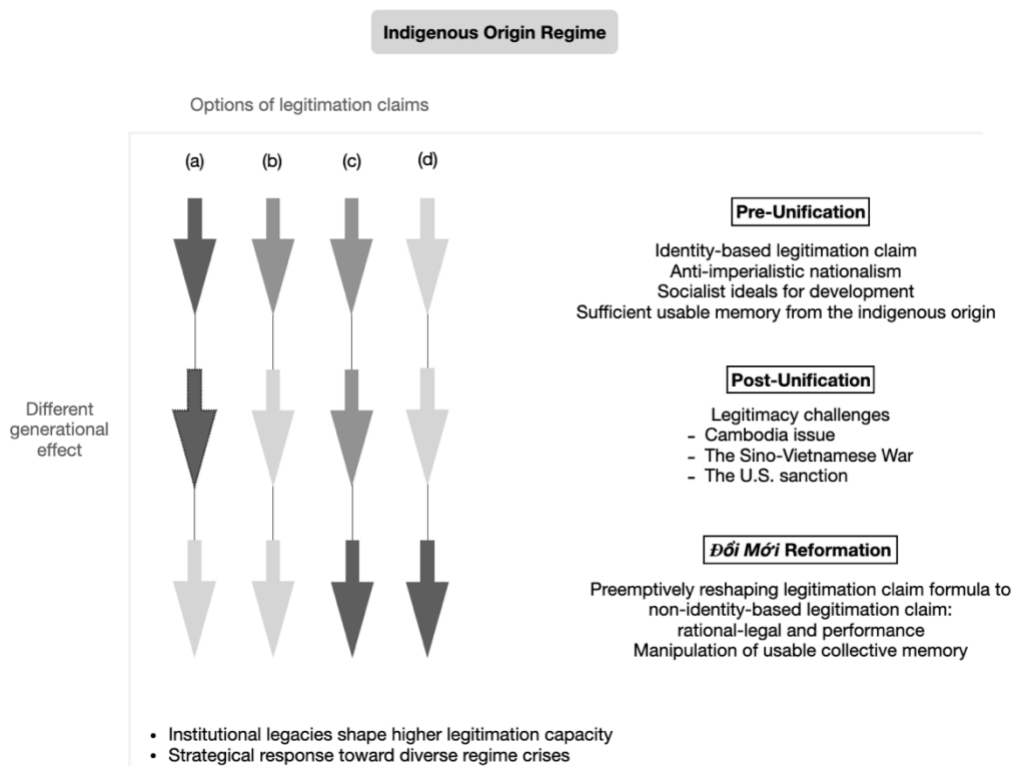 Indigenous Origin Regime
Options of legitimation claims
(a) (b) (c) (d)
Pre-Unification
Identity-based legitimation claim
Anti-imperialistic nationalism
Socialist ideals for development
Sufficient usable memory from the indigenous origin
Different
generational
effect
Post-Unification
Legitimacy challenges
- Cambodia issue
- The Sino-Vietnamese War
- The U.S. sanction
Đổi Mới Reformation
Preemptively reshaping legitimation claim formula to
non-identity-based legitimation claim:
rational-legal and performance
Manipulation of usable collective memory
• Institutional legacies shape higher legitimation capacity
• Strategical response toward diverse regime crises